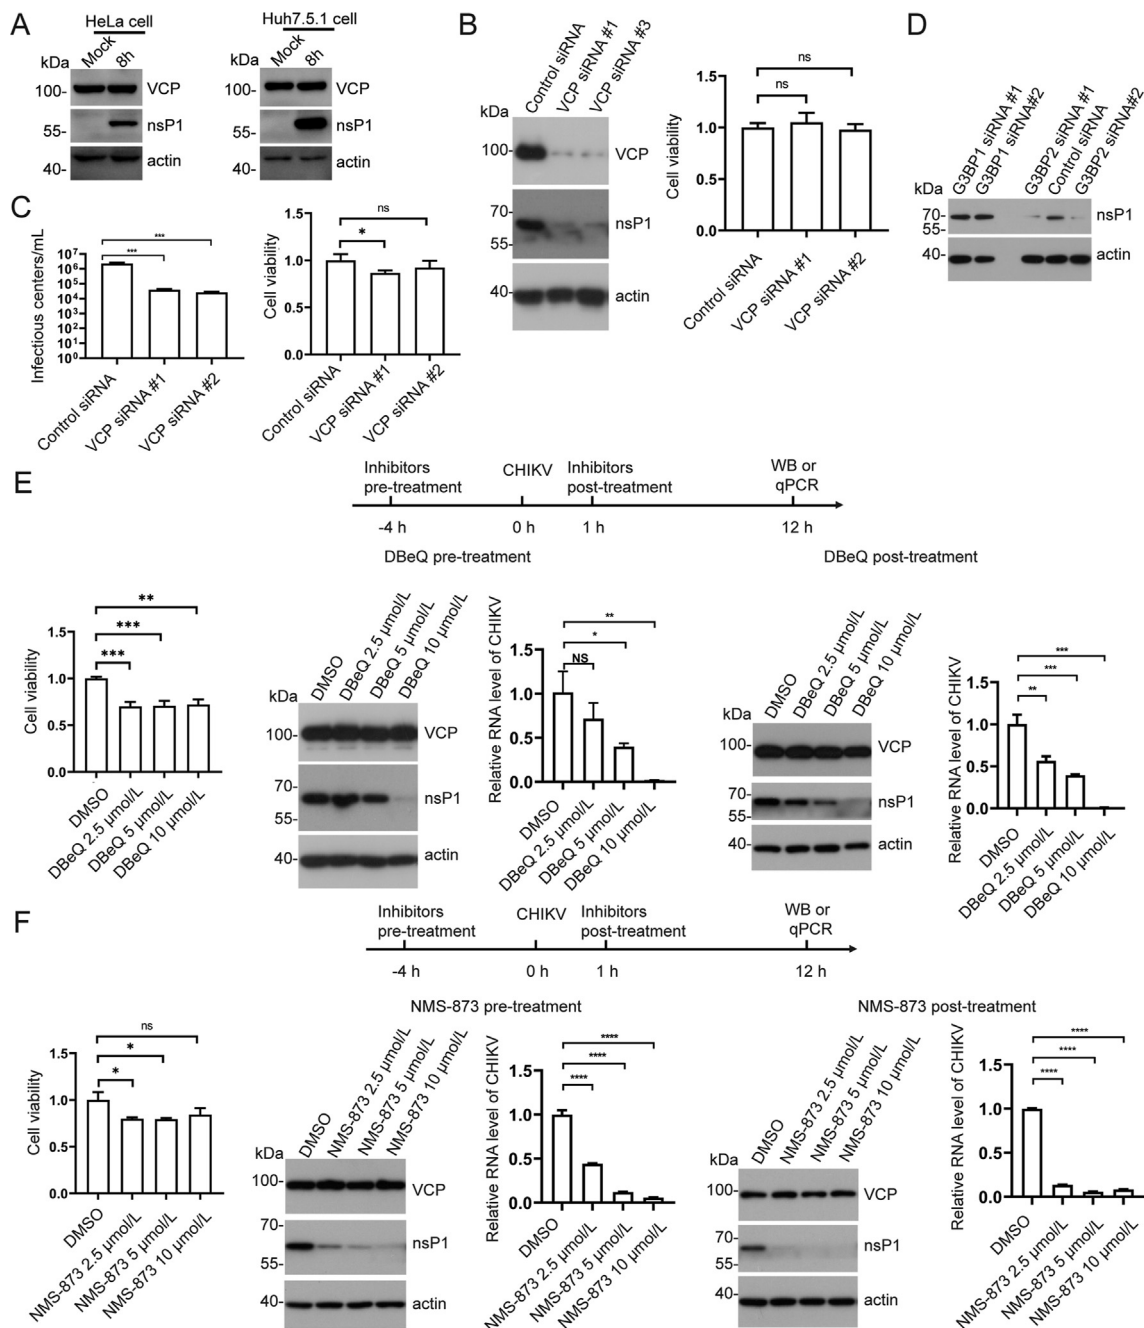 A
HeLa cell
Mock
8h
kDa
100-
55-
40-
VCP
nsP1
actin
Huh7.5.1 cell
Mock
8h
kDa
100-
55-
40-
VCP
nsP1
actin
B
Control siRNA
VCP siRNA #1
VCP siRNA #3
kDa
100-
70-
55-
40-
VCP
nsP1
actin
Cell viability
1.5
1.0
0.5
0.0
ns
ns
Control siRNA
VCP siRNA #1
VCP siRNA #2
C
Infectious centers/mL
10⁷
10⁶
10⁵
10⁴
10³
10²
10¹
10⁰
***
***
Control siRNA
VCP siRNA #1
VCP siRNA #2
Cell viability
1.5
1.0
0.5
0.0
ns
*
Control siRNA
VCP siRNA #1
VCP siRNA #2
D
G3BP1 siRNA #1
G3BP1 siRNA#2
G3BP2 siRNA #1
Control siRNA
G3BP2 siRNA#2
kDa
70-
55-
40-
nsP1
actin
E
Inhibitors
pre-treatment
CHIKV
Inhibitors
post-treatment
WB or
qPCR
-4 h
0 h
1 h
12 h
DBeQ pre-treatment
DBeQ post-treatment
Cell viability
1.5
1.0
0.5
0.0
**
***
***
DMSO
DBeQ 2.5 µmol/L
DBeQ 5 µmol/L
DBeQ 10 µmol/L
DMSO
DBeQ 2.5 µmol/L
DBeQ 5 µmol/L
DBeQ 10 µmol/L
kDa
100-
70-
55-
40-
VCP
nsP1
actin
Relative RNA level of CHIKV
1.5
1.0
0.5
0.0
**
*
NS
DMSO
DBeQ 2.5 µmol/L
DBeQ 5 µmol/L
DBeQ 10 µmol/L
DMSO
DBeQ 2.5 µmol/L
DBeQ 5 µmol/L
DBeQ 10 µmol/L
kDa
100-
70-
55-
40-
VCP
nsP1
actin
Relative RNA level of CHIKV
1.5
1.0
0.5
0.0
***
***
**
DMSO
DBeQ 2.5 µmol/L
DBeQ 5 µmol/L
DBeQ 10 µmol/L
F
Inhibitors
pre-treatment
CHIKV
Inhibitors
post-treatment
WB or
qPCR
-4 h
0 h
1 h
12 h
NMS-873 pre-treatment
NMS-873 post-treatment
Cell viability
1.5
1.0
0.5
0.0
ns
*
*
DMSO
NMS-873 2.5 µmol/L
NMS-873 5 µmol/L
NMS-873 10 µmol/L
DMSO
NMS-873 2.5 µmol/L
NMS-873 5 µmol/L
NMS-873 10 µmol/L
kDa
100-
70-
55-
40-
VCP
nsP1
actin
Relative RNA level of CHIKV
1.5
1.0
0.5
0.0
****
****
****
DMSO
NMS-873 2.5 µmol/L
NMS-873 5 µmol/L
NMS-873 10 µmol/L
DMSO
NMS-873 2.5 µmol/L
NMS-873 5 µmol/L
NMS-873 10 µmol/L
kDa
100-
70-
55-
40-
VCP
nsP1
actin
Relative RNA level of CHIKV
1.5
1.0
0.5
0.0
****
****
****
DMSO
NMS-873 2.5 µmol/L
NMS-873 5 µmol/L
NMS-873 10 µmol/L